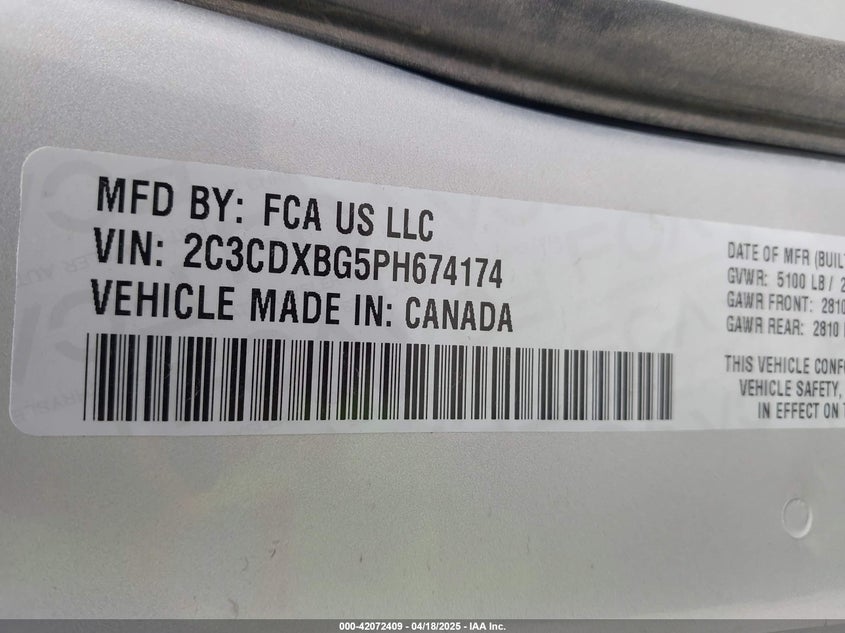 MFD BY: FCA US LLC
VIN: 2C3CDXBG5PH674174
VEHICLE MADE IN: CANADA
DATE OF MFR (BUILT
GVWR: 5100 LB / 2
GAWR FRONT: 2810
GAWR REAR: 2810
THIS VEHICLE CONFO
VEHICLE SAFETY,
IN EFFECT ON
000-42072409 - 04/18/2025 - IAA Inc.